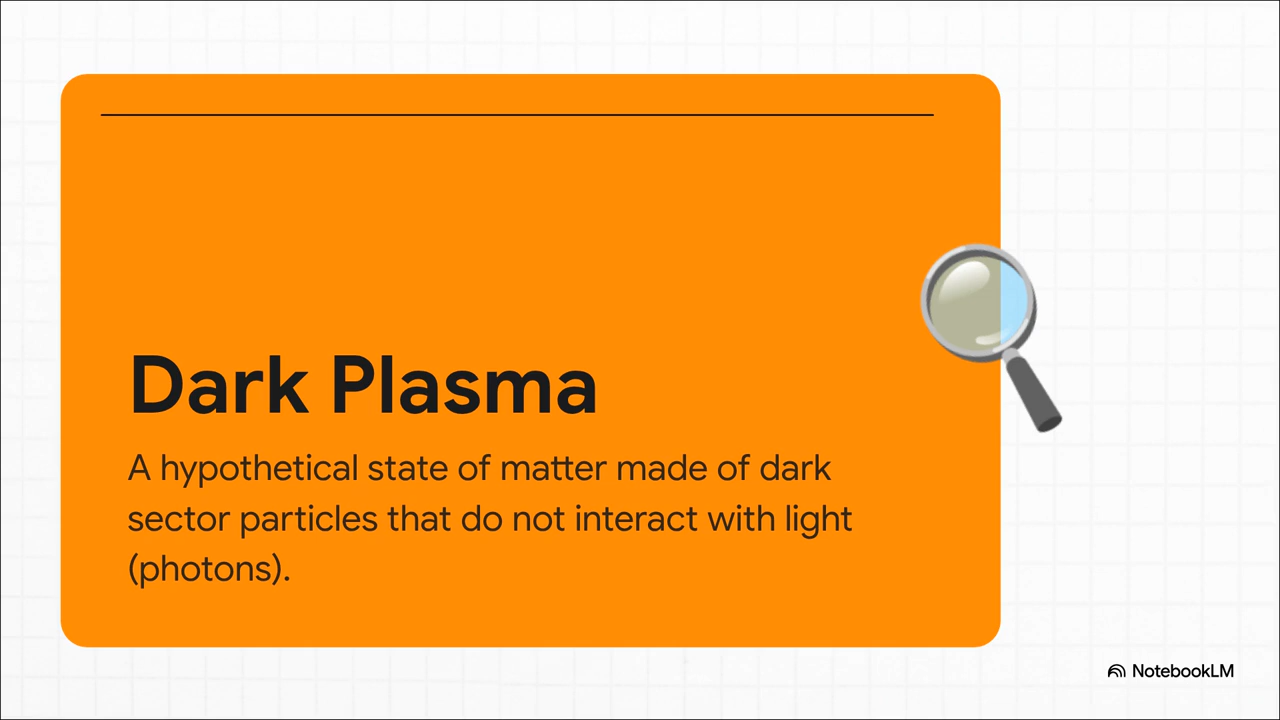 Dark Plasma
A hypothetical state of matter made of dark
sector particles that do not interact with light
(photons).
NotebookLM